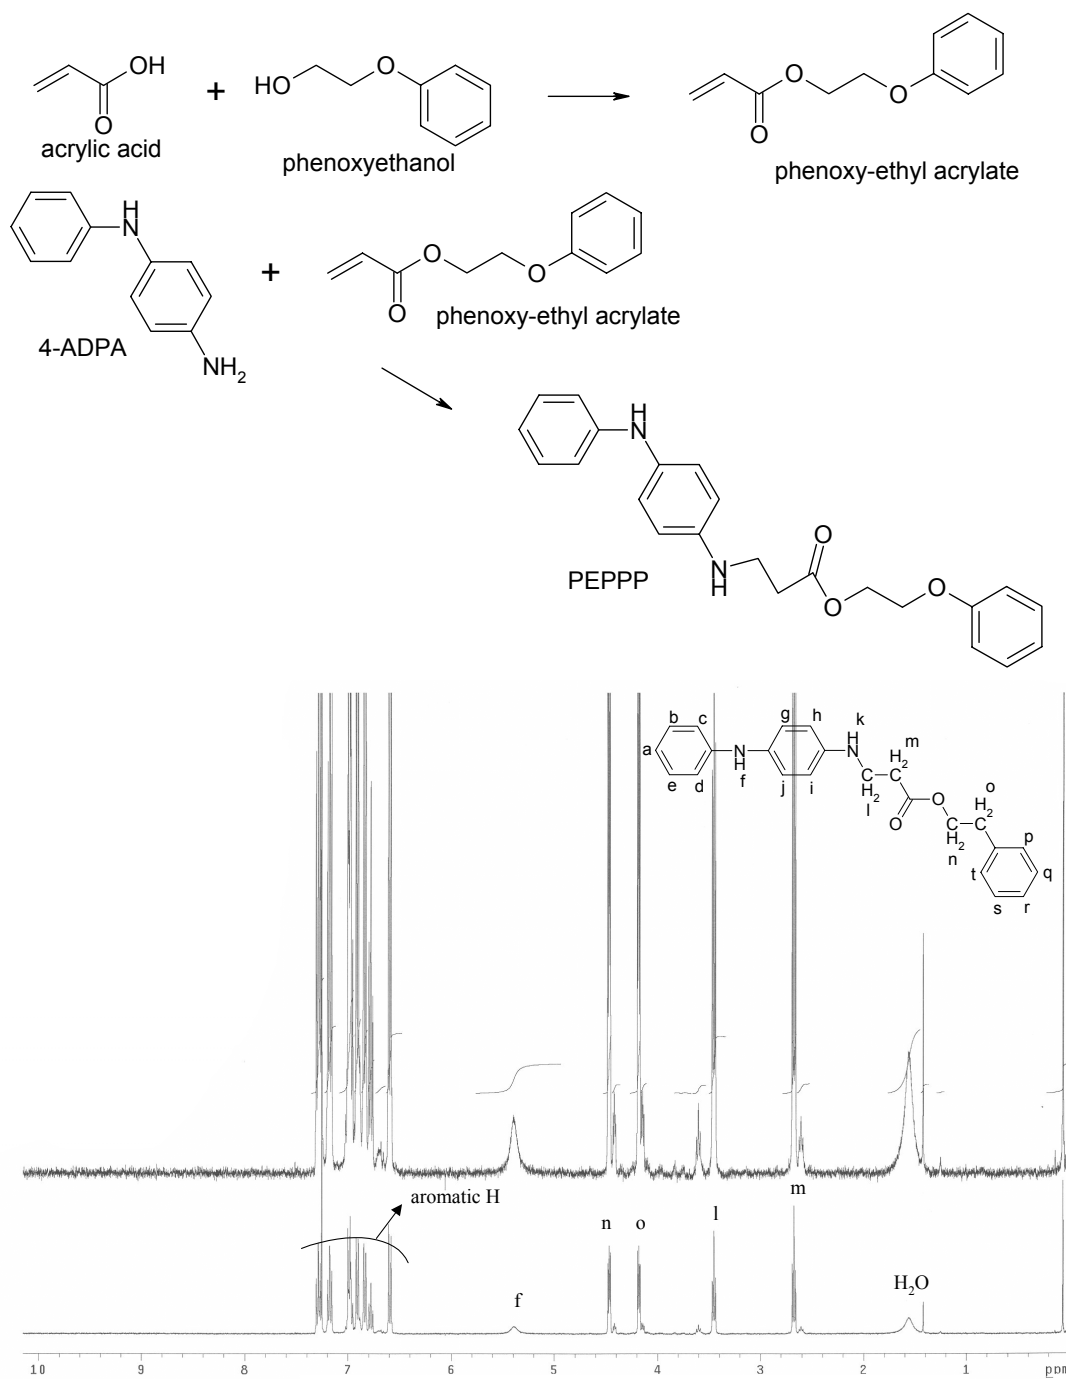 OH
O
acrylic acid
+
HO
O
phenoxyethanol
O
O
O
phenoxy-ethyl acrylate
H
N
4-ADPA
NH2
+
O
O
O
phenoxy-ethyl acrylate
H
N
N
H
PEPPP
O
O
O
b c
a
e d
N
H
f
g h
j i
k
H
N
m
H2
C
C
H2
l
O
O
o
H2
C
C
H2
n
p
t q
s r
aromatic H
f
n
o
l
m
H2O
10 9 8 7 6 5 4 3 2 1 ppm